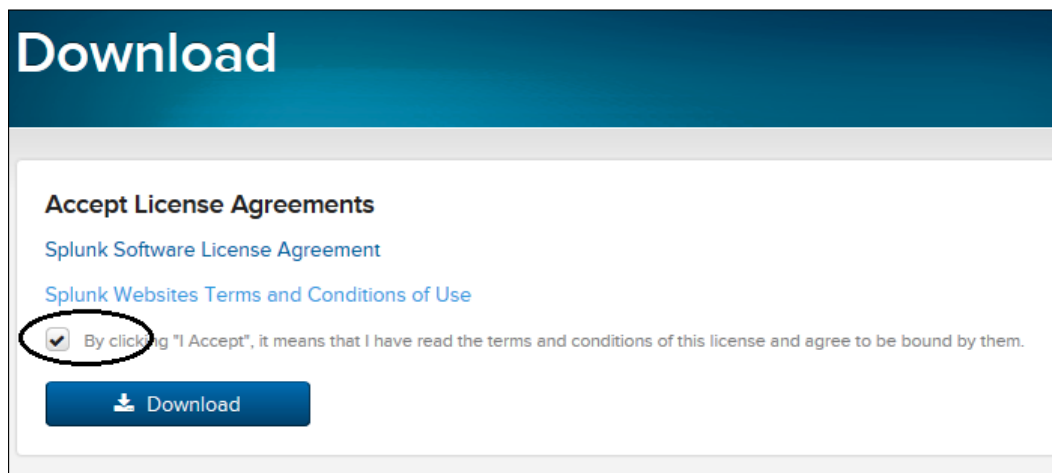 Download
Accept License Agreements
Splunk Software License Agreement
Splunk Websites Terms and Conditions of Use
By clicking "I Accept", it means that I have read the terms and conditions of this license and agree to be bound by them.
Download